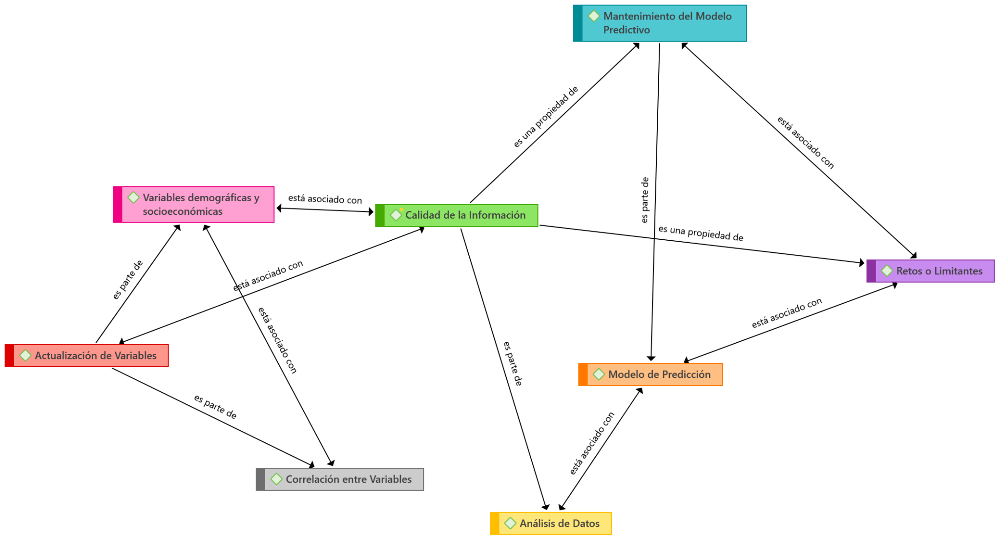 Mantenimiento del Modelo
Predictivo
es una propiedad de
está asociado con
es parte de
Variables demográficas y
socioeconómicas
está asociado con
Calidad de la Información
es una propiedad de
es parte de
está asociado con
Retos o Limitantes
está asociado con
está asociado con
Actualización de Variables
es parte de
Modelo de Predicción
es parte de
está asociado con
Correlación entre Variables
Análisis de Datos